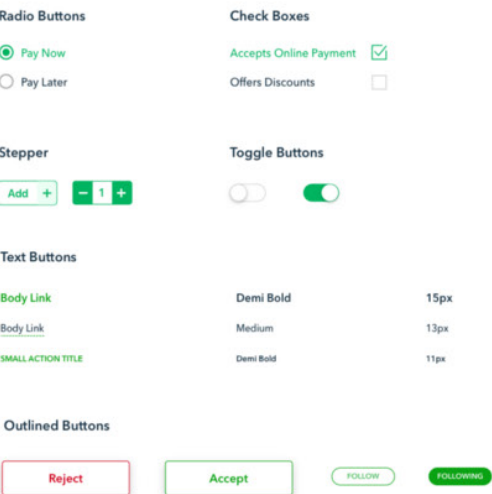 Radio Buttons
Check Boxes
Pay Now
Accepts Online Payment
Pay Later
Offers Discounts
Stepper
Toggle Buttons
Add +
− 1 +
Text Buttons
Body Link Demi Bold 15px
Body Link Medium 13px
SMALL ACTION TITLE Demi Bold 11px
Outlined Buttons
Reject Accept FOLLOW FOLLOWING